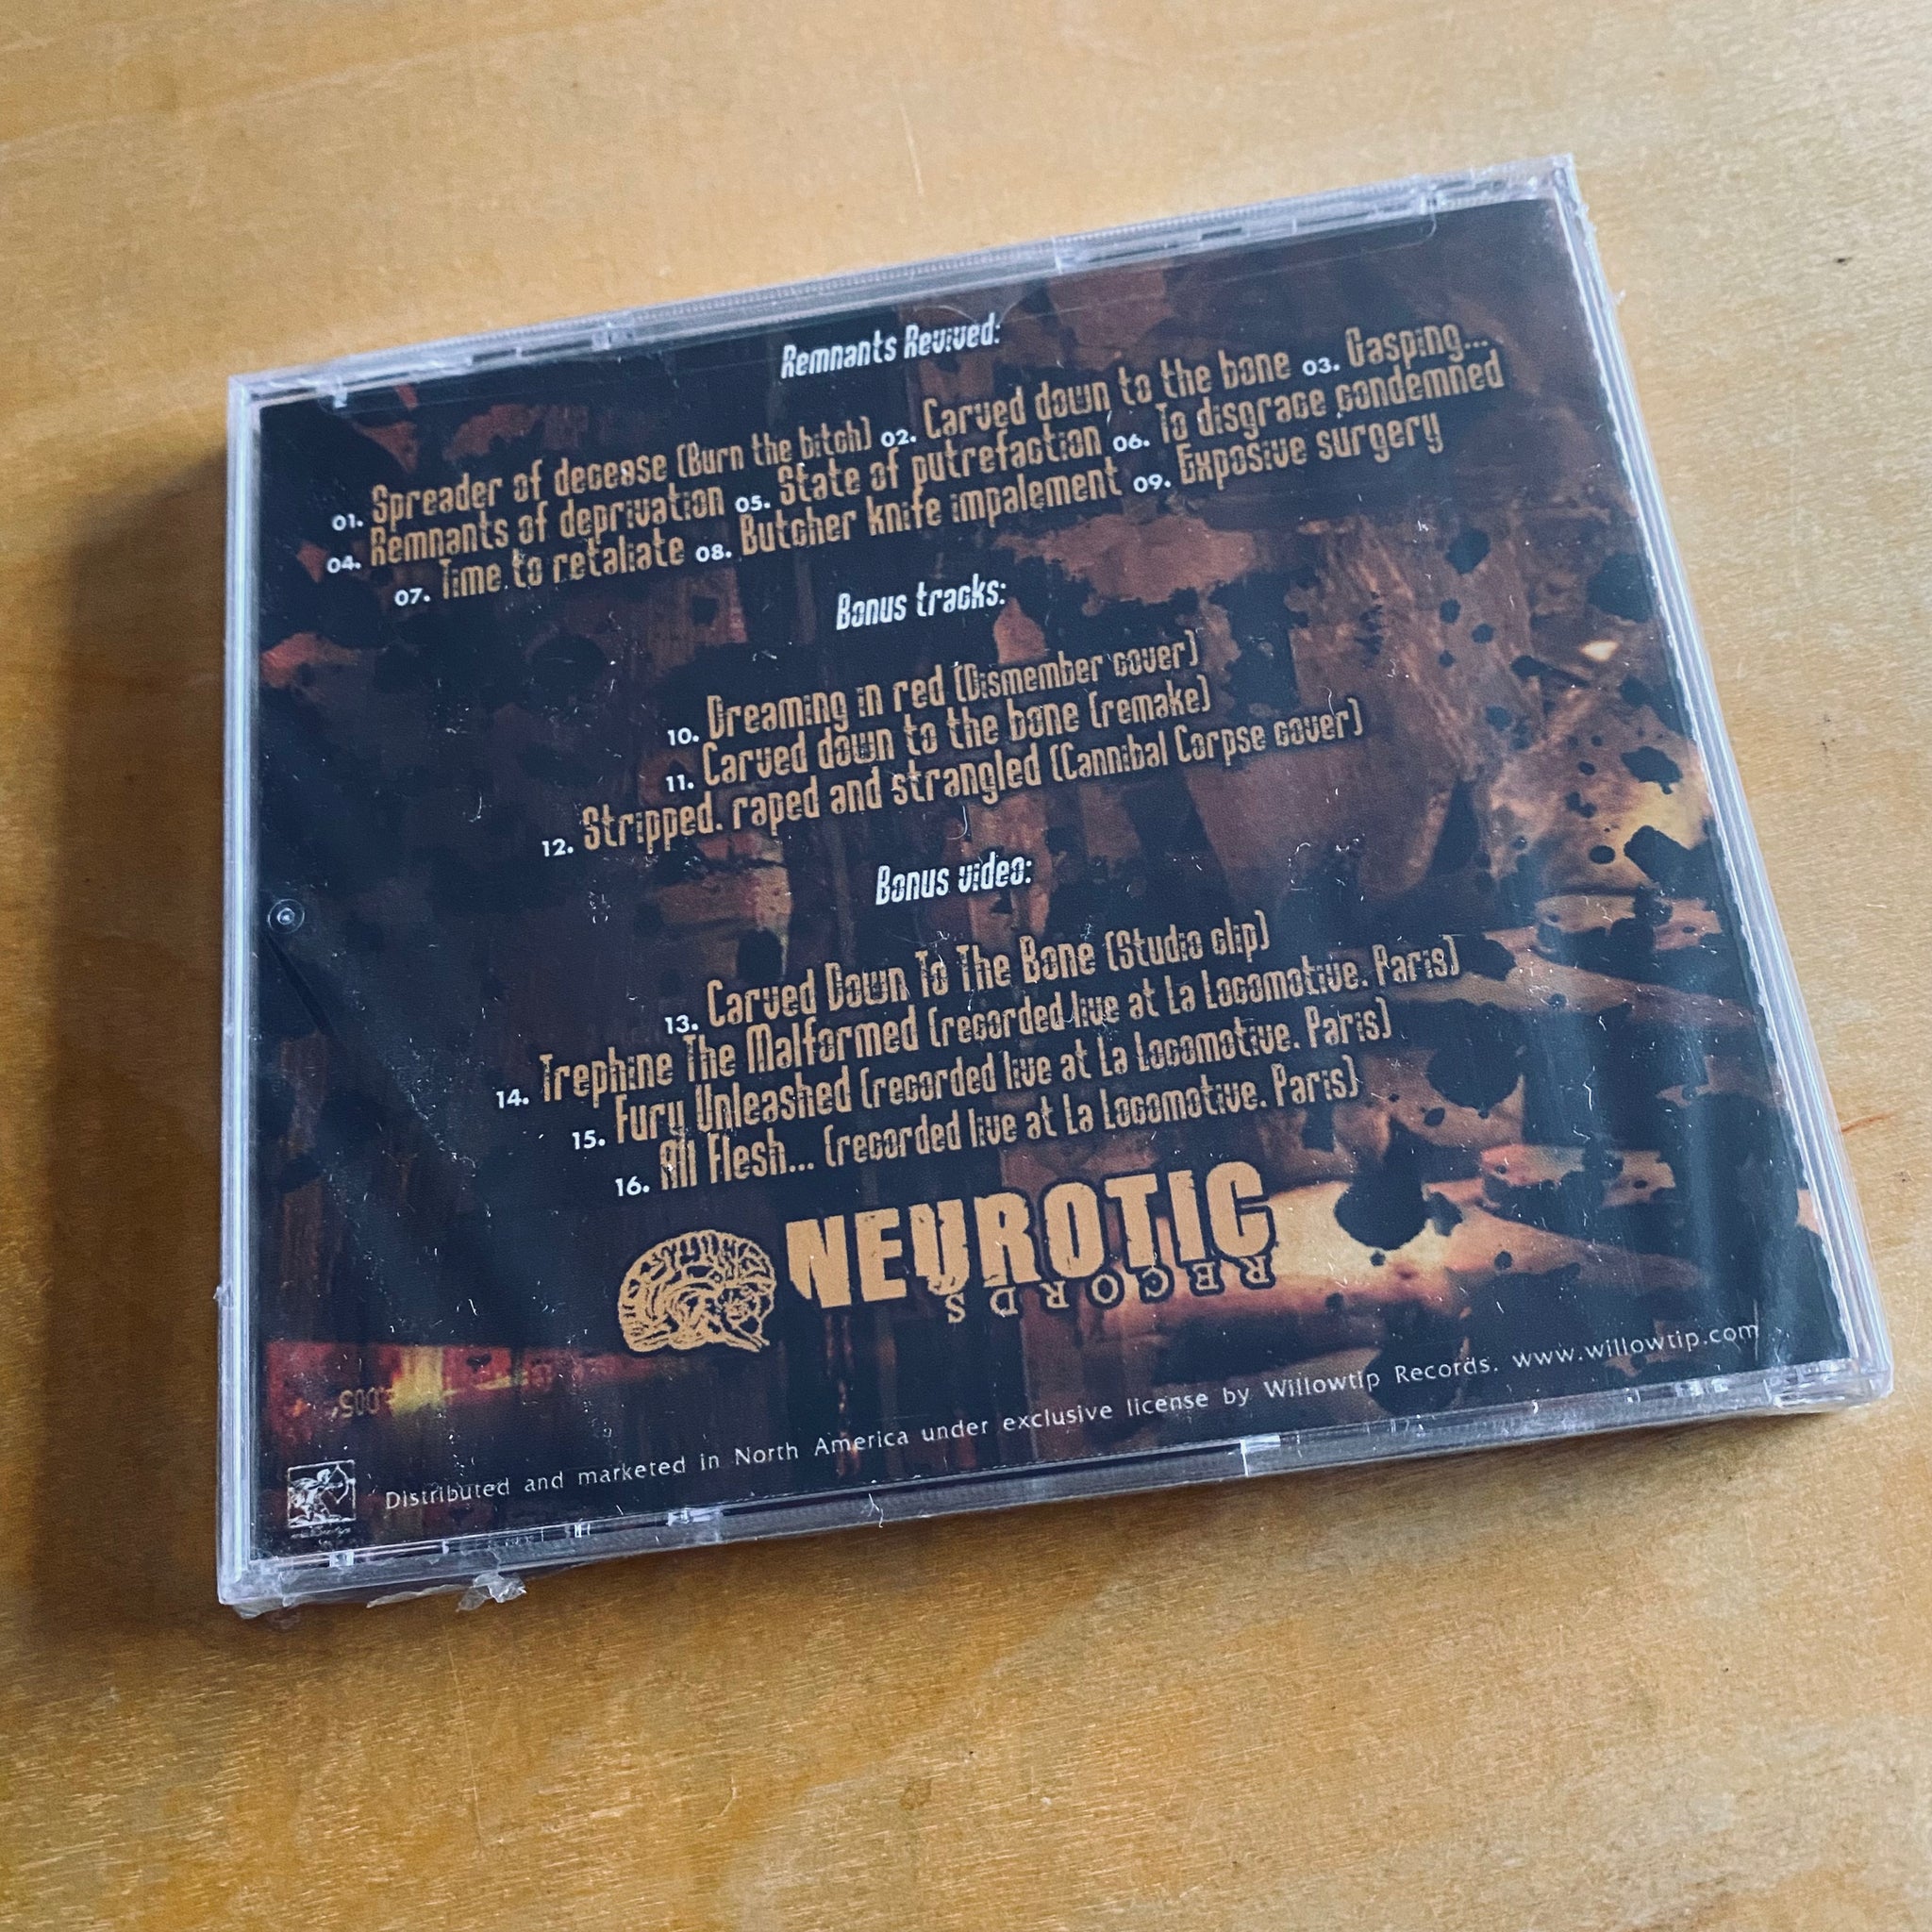 Remnants Revived:
01. Spreader of decease (Burn the bitch) 02. Carved down to the bone 03. Gasping...
04. Remnants of deprivation 05. State of putrefaction 06. To disgrace condemned
07. Time to retaliate 08. Butcher knife impalement 09. Exposive surgery
Bonus tracks:
10. Dreaming in red (Dismember cover)
11. Carved down to the bone (remake)
12. Stripped. raped and strangled (Cannibal Corpse cover)
Bonus video:
13. Carved Down To The Bone (Studio clip)
14. Trephine The Malformed (recorded live at La Locomotive. Paris)
15. Fury Unleashed (recorded live at La Locomotive. Paris)
16. All Flesh... (recorded live at La Locomotive. Paris)
NEUROTIC
RECORDS
Distributed and marketed in North America under exclusive license by Willowtip Records. www.willowtip.com